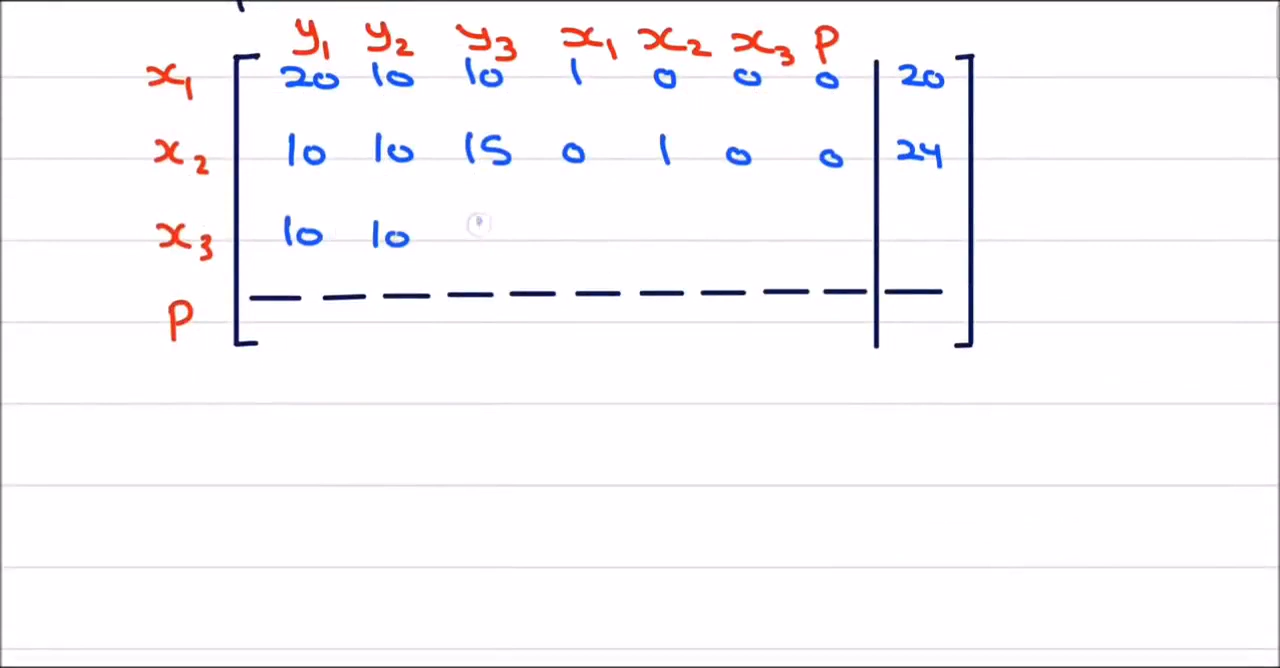 y₁ y₂ y₃ x₁ x₂ x₃ P
x₁ 20 10 10 1 0 0 0 20
x₂ 10 10 15 0 1 0 0 24
x₃ 10 10
P